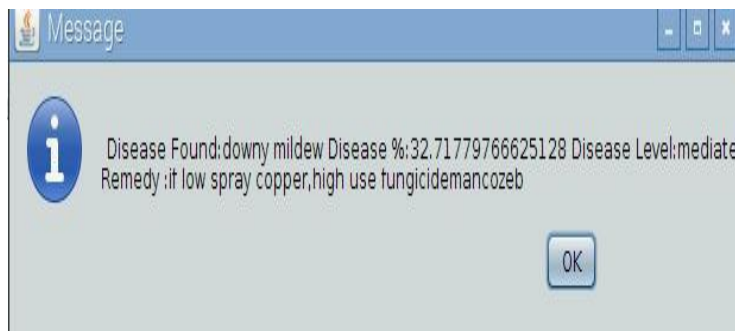 Message
Disease Found:downy mildew Disease %:32.71779766625128 Disease Level:mediate
Remedy :if low spray copper,high use fungicidemancozeb
OK